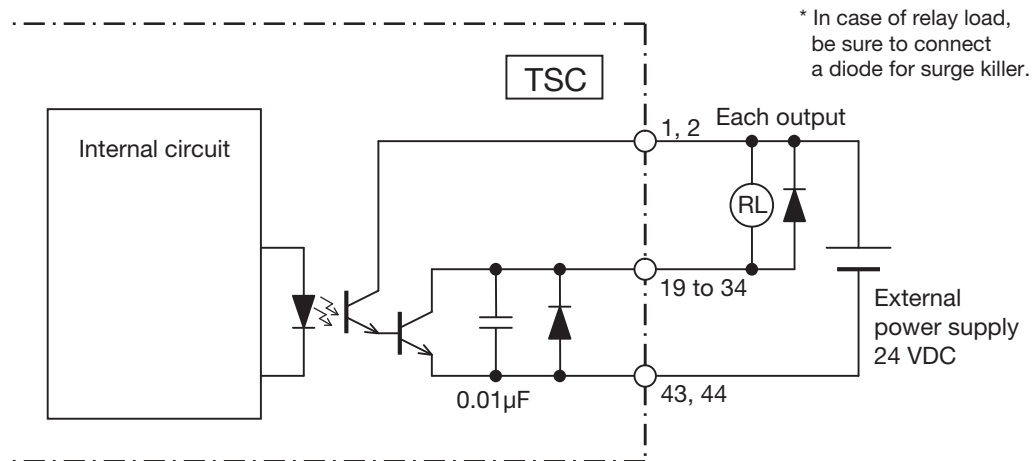 * In case of relay load,
be sure to connect
a diode for surge killer.
TSC
Internal circuit
1, 2
Each output
RL
19 to 34
External
power supply
24 VDC
0.01µF
43, 44